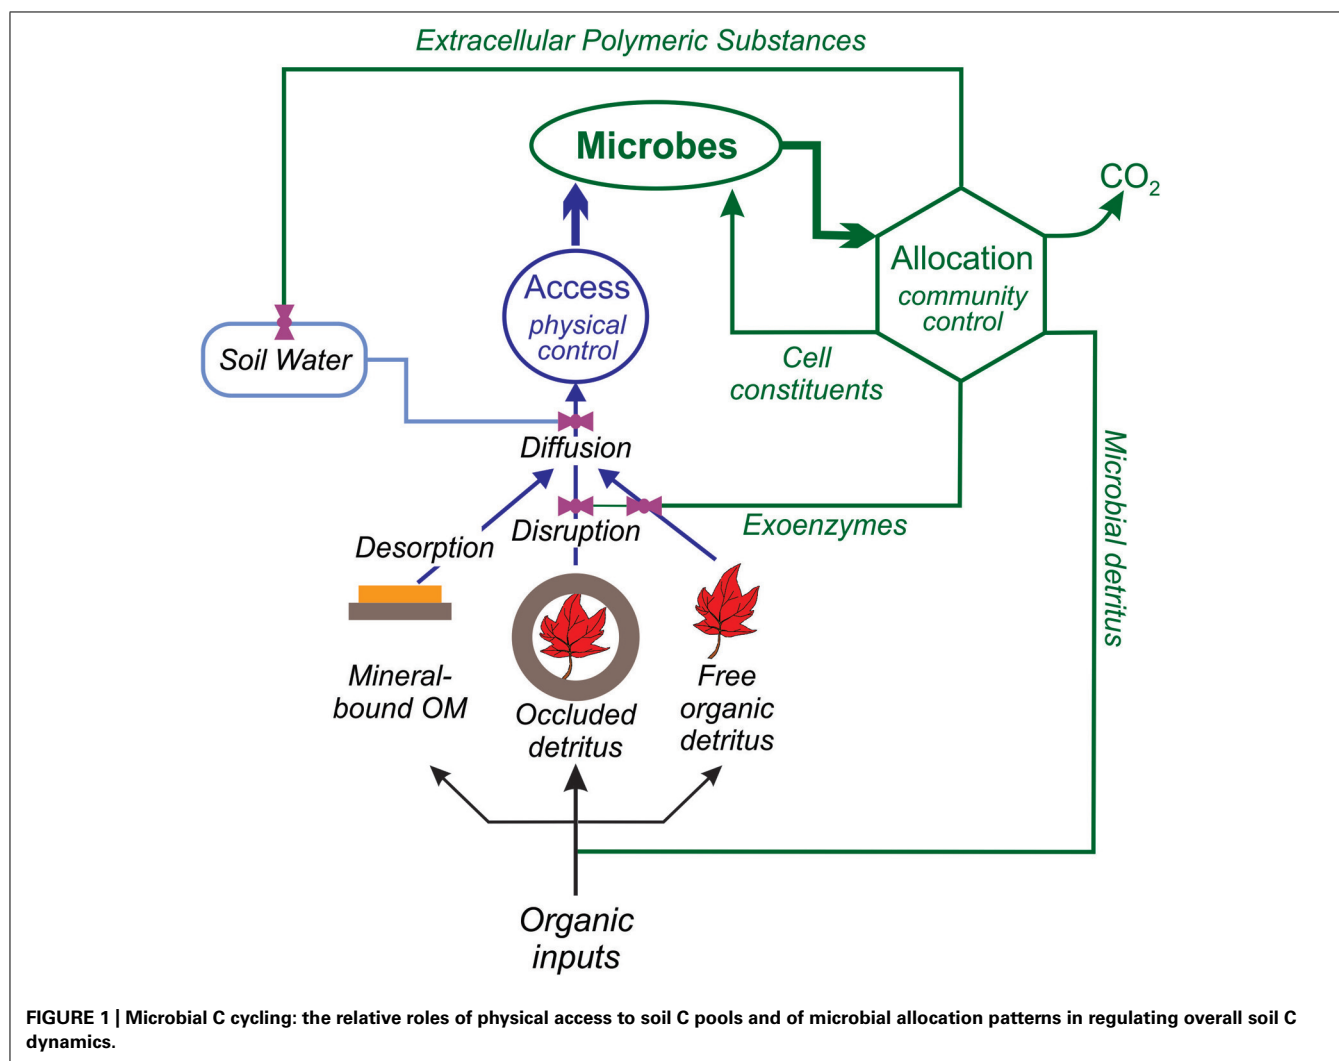 Extracellular Polymeric Substances
Microbes
CO2
Access
physical
control
Allocation
community
control
Soil Water
Cell
constituents
Diffusion
Microbial detritus
Exoenzymes
Disruption
Desorption
Mineral-
bound OM
Occluded
detritus
Free
organic
detritus
Organic
inputs
FIGURE 1 | Microbial C cycling: the relative roles of physical access to soil C pools and of microbial allocation patterns in regulating overall soil C
dynamics.